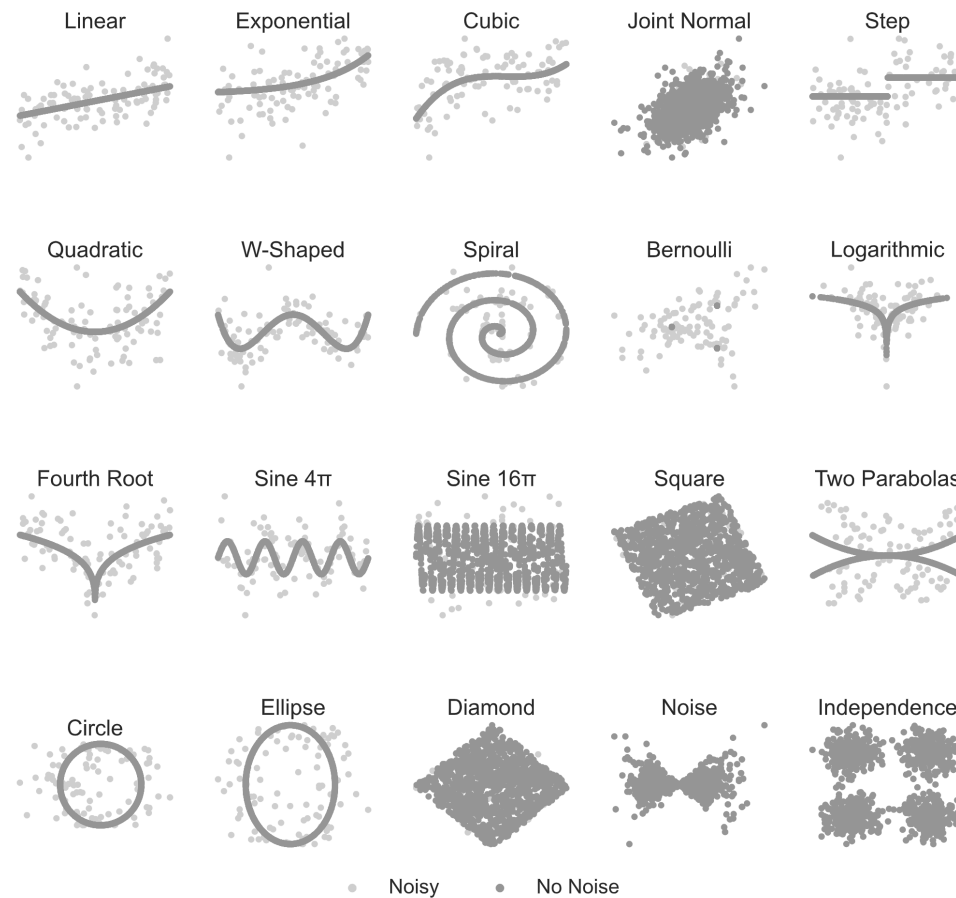 Linear Exponential Cubic Joint Normal Step
Quadratic W-Shaped Spiral Bernoulli Logarithmic
Fourth Root Sine 4π Sine 16π Square Two Parabolas
Circle Ellipse Diamond Noise Independence
Noisy No Noise